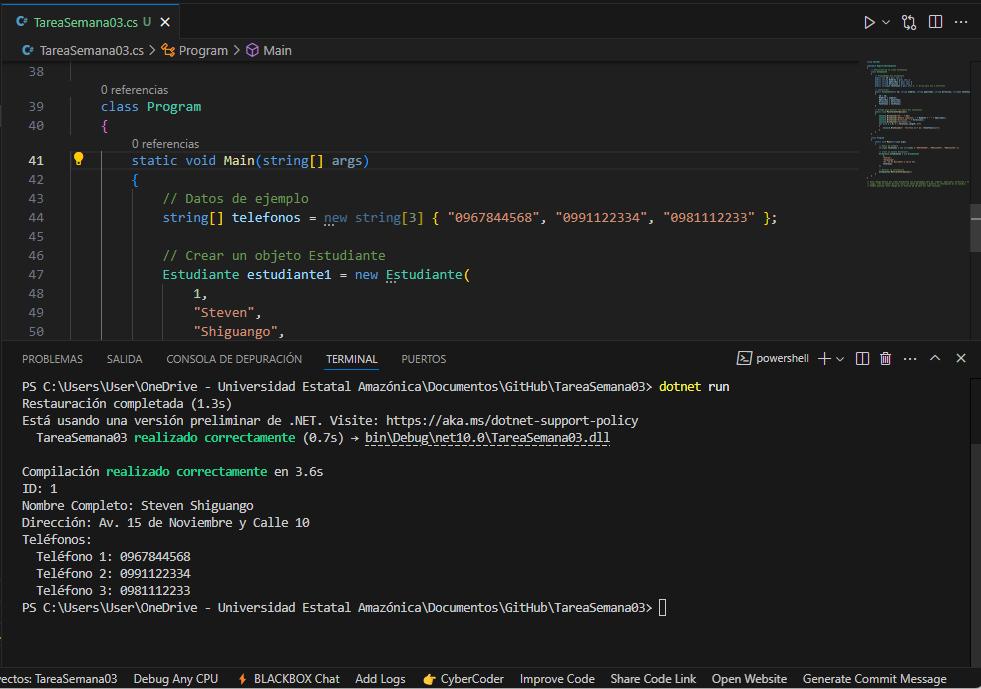 TareaSemana03.cs U
TareaSemana03.cs > Program > Main
38
0 referencias
39 class Program
40 {
0 referencias
41 static void Main(string[] args)
42 {
43 // Datos de ejemplo
44 string[] telefonos = new string[3] { "0967844568", "0991122334", "0981112233" };
45
46 // Crear un objeto Estudiante
47 Estudiante estudiante1 = new Estudiante(
48 1,
49 "Steven",
50 "Shiguango",
PROBLEMAS SALIDA CONSOLA DE DEPURACIÓN TERMINAL PUERTOS powershell
PS C:\Users\User\OneDrive - Universidad Estatal Amazónica\Documentos\GitHub\TareaSemana03> dotnet run
Restauración completada (1.3s)
Está usando una versión preliminar de .NET. Visite: https://aka.ms/dotnet-support-policy
TareaSemana03 realizado correctamente (0.7s) → bin\Debug\net10.0\TareaSemana03.dll
Compilación realizado correctamente en 3.6s
ID: 1
Nombre Completo: Steven Shiguango
Dirección: Av. 15 de Noviembre y Calle 10
Teléfonos:
Teléfono 1: 0967844568
Teléfono 2: 0991122334
Teléfono 3: 0981112233
PS C:\Users\User\OneDrive - Universidad Estatal Amazónica\Documentos\GitHub\TareaSemana03>
yectos: TareaSemana03 Debug Any CPU BLACKBOX Chat Add Logs CyberCoder Improve Code Share Code Link Open Website Generate Commit Message